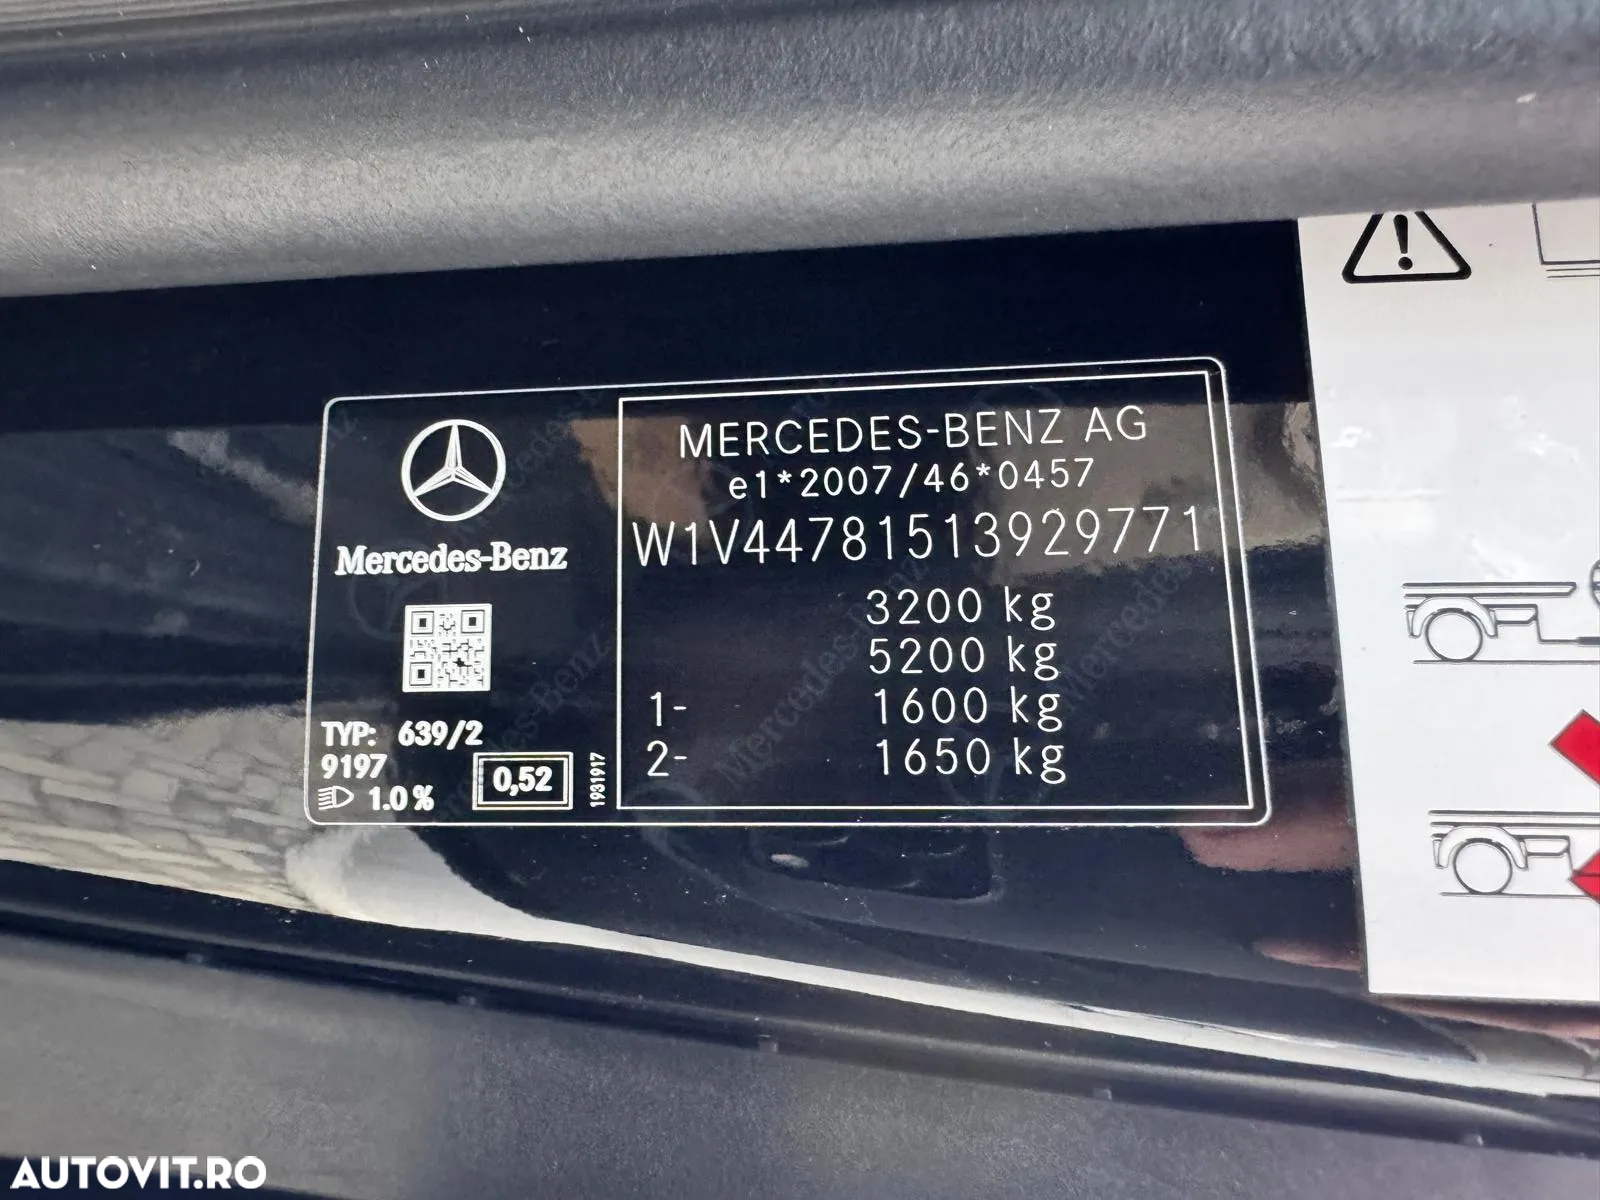 Mercedes-Benz
TYP: 639/2
9197
1.0%
0,52
1931917
MERCEDES-BENZ AG
e1*2007/46*0457
W1V44781513929771
3200 kg
5200 kg
1- 1600 kg
2- 1650 kg
AUTOVIT.RO